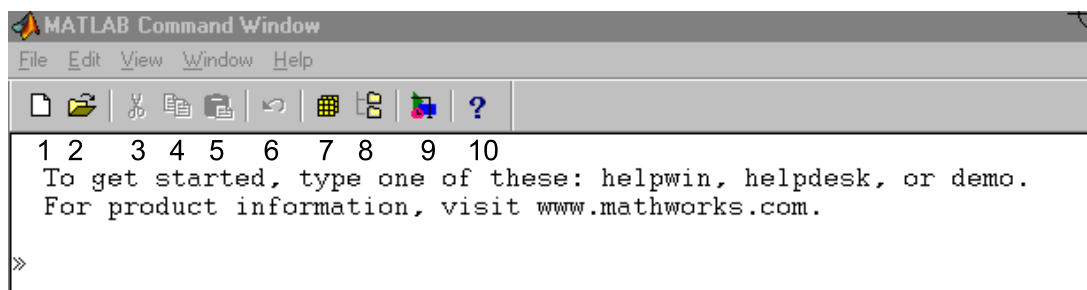 MATLAB Command Window
File Edit View Window Help
?
1 2 3 4 5 6 7 8 9 10
To get started, type one of these: helpwin, helpdesk, or demo.
For product information, visit www.mathworks.com.
»